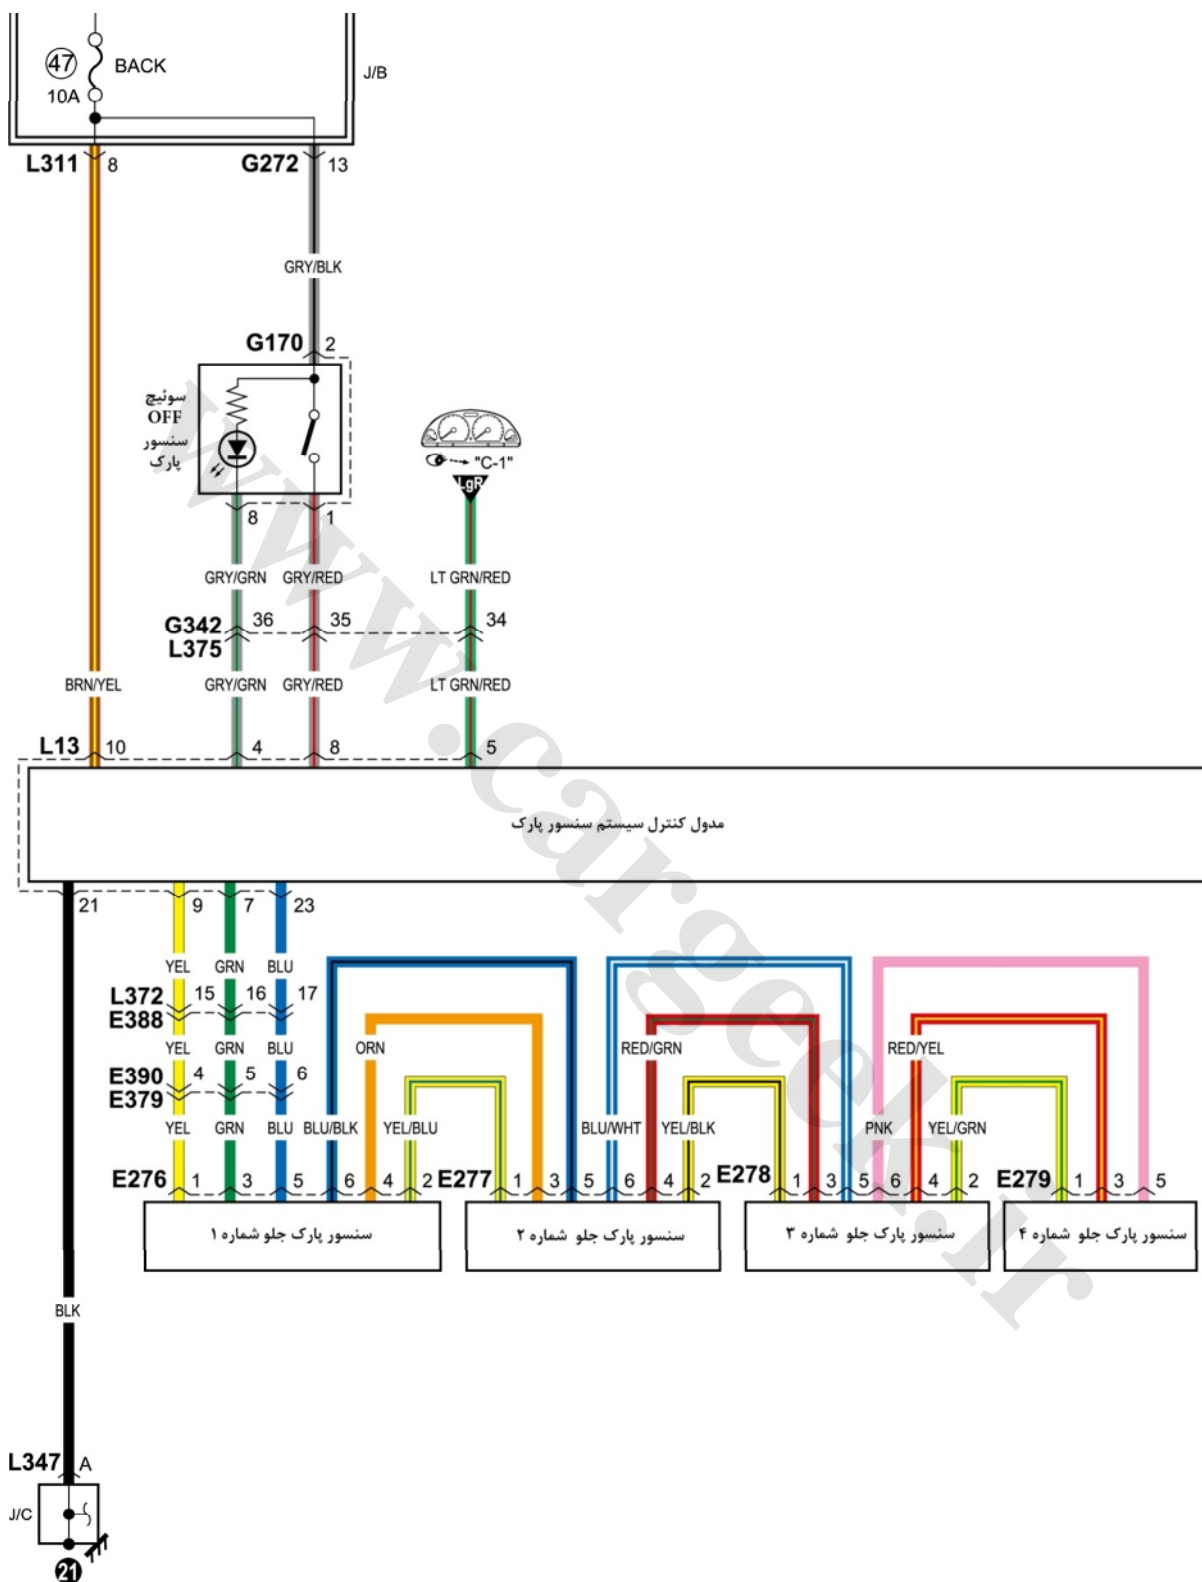 47
BACK
10A
J/B
L311 8
G272 13
GRY/BLK
G170 2
سوئیچ
OFF
سنسور
پارک
"C-1"
LgR
8
1
GRY/GRN
GRY/RED
LT GRN/RED
G342
L375
36
35
34
BRN/YEL
GRY/GRN
GRY/RED
LT GRN/RED
L13 10
4
8
5
مدول کنترل سیستم سنسور پارک
21
9
7
23
YEL
GRN
BLU
L372
E388
15
16
17
YEL
GRN
BLU
ORN
RED/GRN
RED/YEL
E390
E379
4
5
6
YEL
GRN
BLU
BLU/BLK
YEL/BLU
BLU/WHT
YEL/BLK
PNK
YEL/GRN
E276
1
3
5
6
4
2
E277
1
3
5
6
4
2
E278
1
3
5
6
4
2
E279
1
3
5
سنسور پارک جلو شماره ۱
سنسور پارک جلو شماره ۲
سنسور پارک جلو شماره ۳
سنسور پارک جلو شماره ۴
BLK
L347 A
J/C
21
www.cargeek.ir